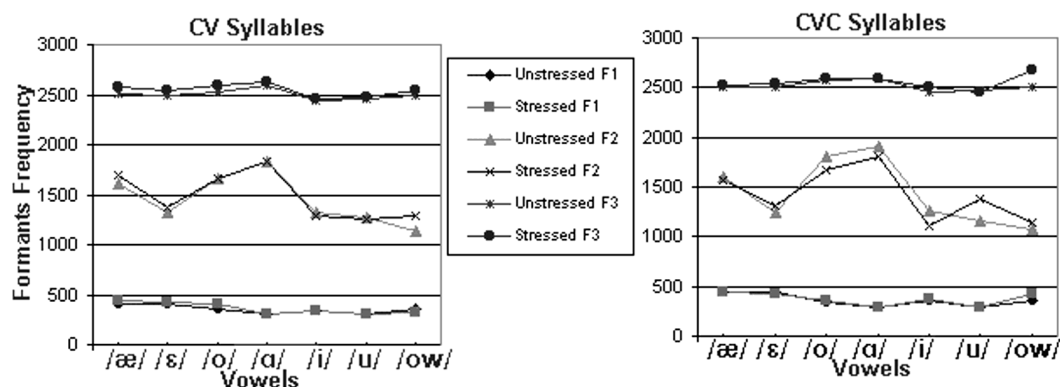 CV Syllables
Formants Frequency
3000
2500
2000
1500
1000
500
0
/æ/ /ɛ/ /o/ /ɑ/ /i/ /u/ /ow/
Vowels
Unstressed F1
Stressed F1
Unstressed F2
Stressed F2
Unstressed F3
Stressed F3
CVC Syllables
3000
2500
2000
1500
1000
500
0
/æ/ /ɛ/ /o/ /ɑ/ /i/ /u/ /ow/
Vowels